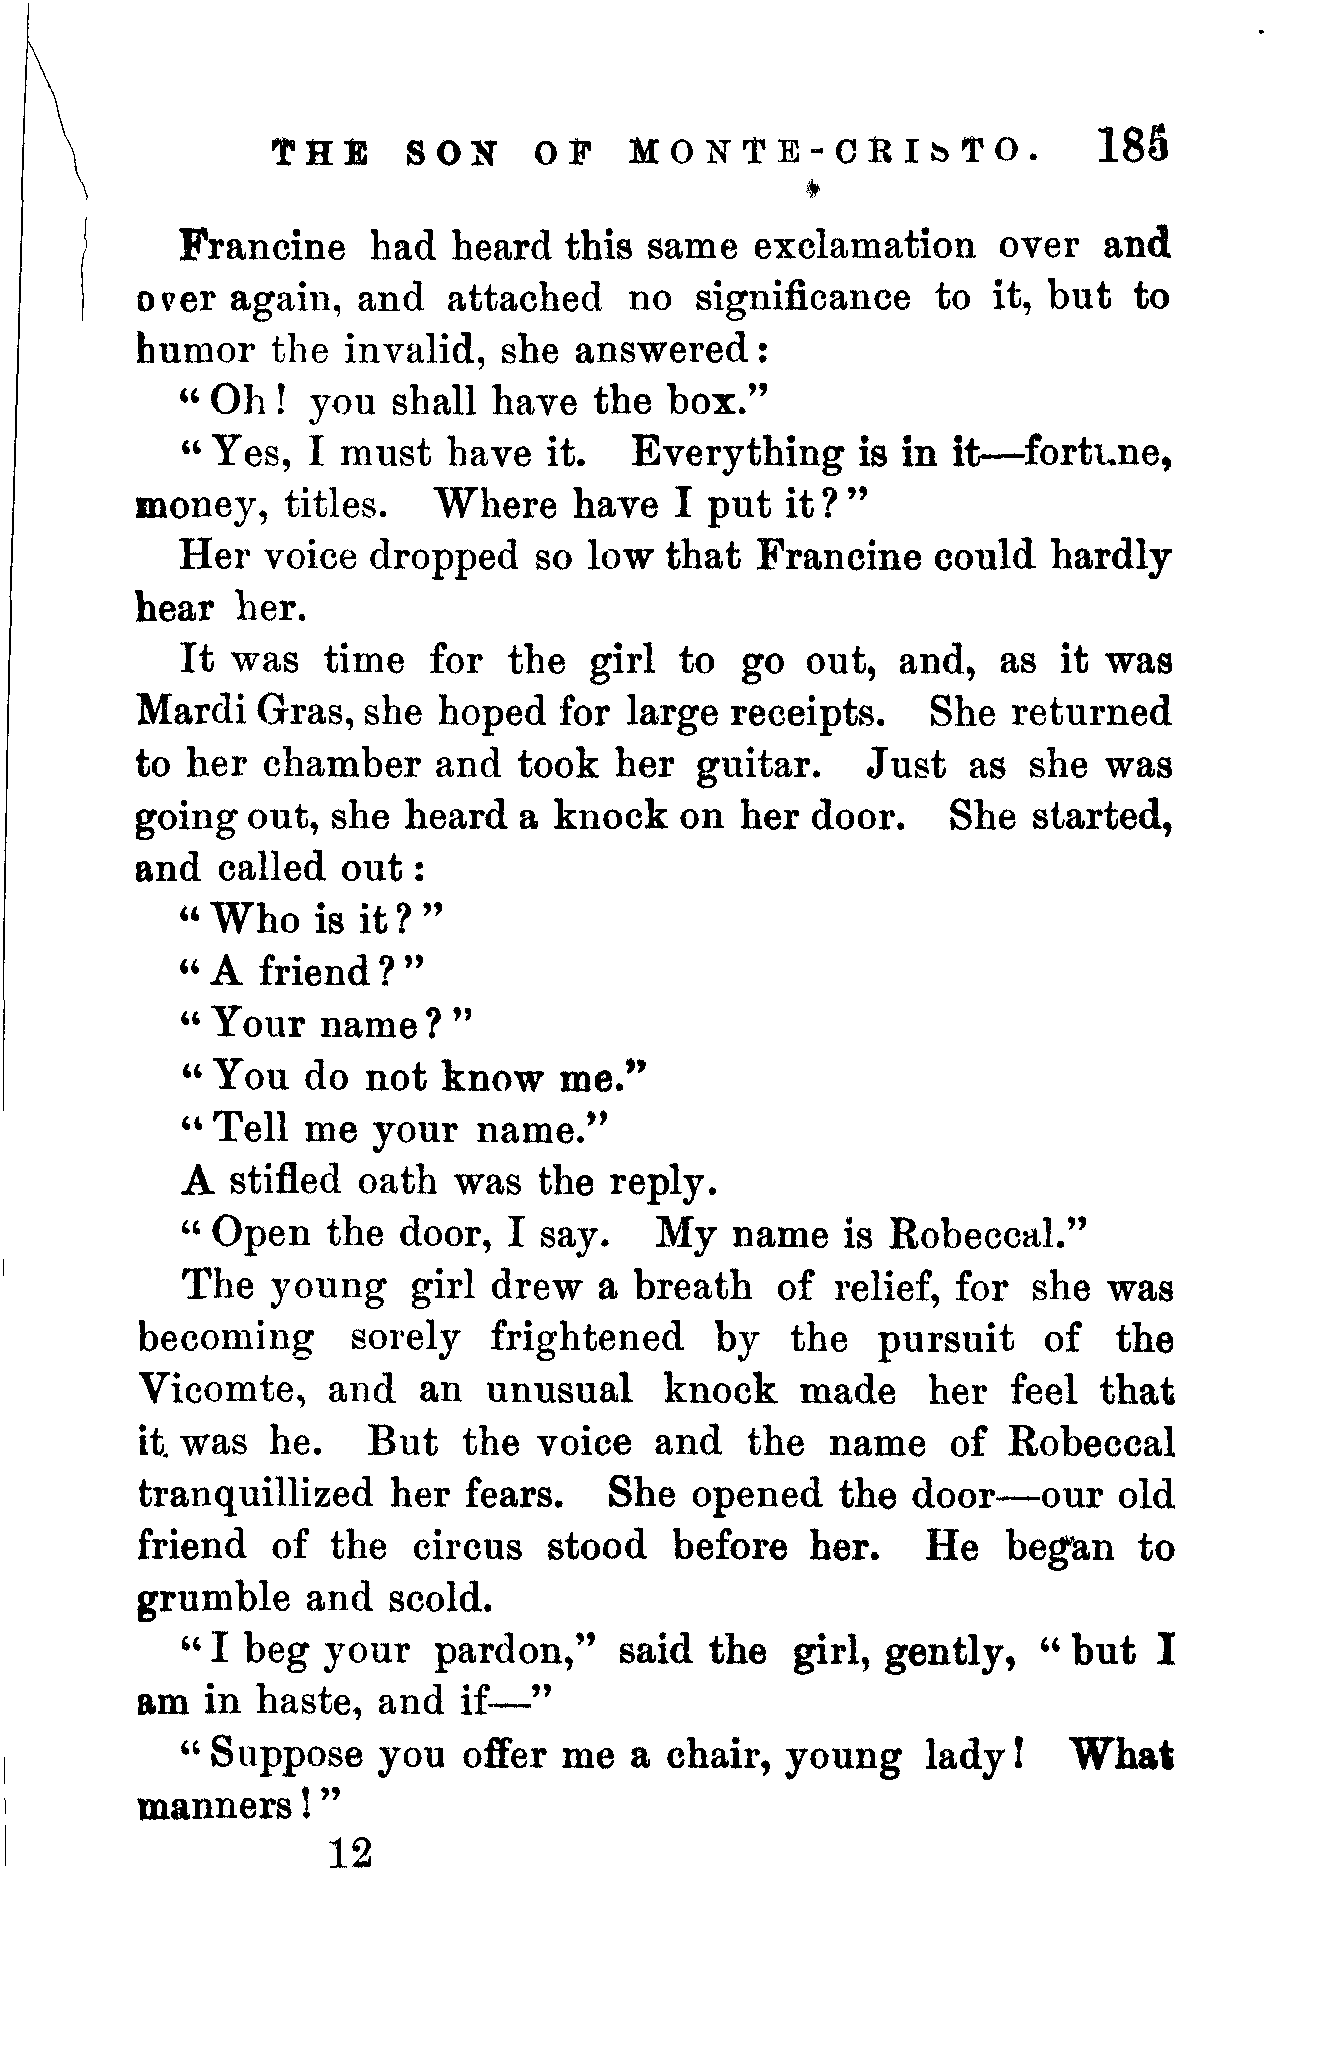 THE SON OF MONTE-CRISTO. 185
Francine had heard this same exclamation over and
over again, and attached no significance to it, but to
humor the invalid, she answered:
"Oh! you shall have the box."
"Yes, I must have it. Everything is in it—fortune,
money, titles. Where have I put it?"
Her voice dropped so low that Francine could hardly
hear her.
It was time for the girl to go out, and, as it was
Mardi Gras, she hoped for large receipts. She returned
to her chamber and took her guitar. Just as she was
going out, she heard a knock on her door. She started,
and called out:
"Who is it?"
"A friend?"
"Your name?"
"You do not know me."
"Tell me your name."
A stifled oath was the reply.
"Open the door, I say. My name is Robeccal."
The young girl drew a breath of relief, for she was
becoming sorely frightened by the pursuit of the
Vicomte, and an unusual knock made her feel that
it was he. But the voice and the name of Robeccal
tranquillized her fears. She opened the door—our old
friend of the circus stood before her. He began to
grumble and scold.
"I beg your pardon," said the girl, gently, "but I
am in haste, and if—"
"Suppose you offer me a chair, young lady! What
manners!"
12